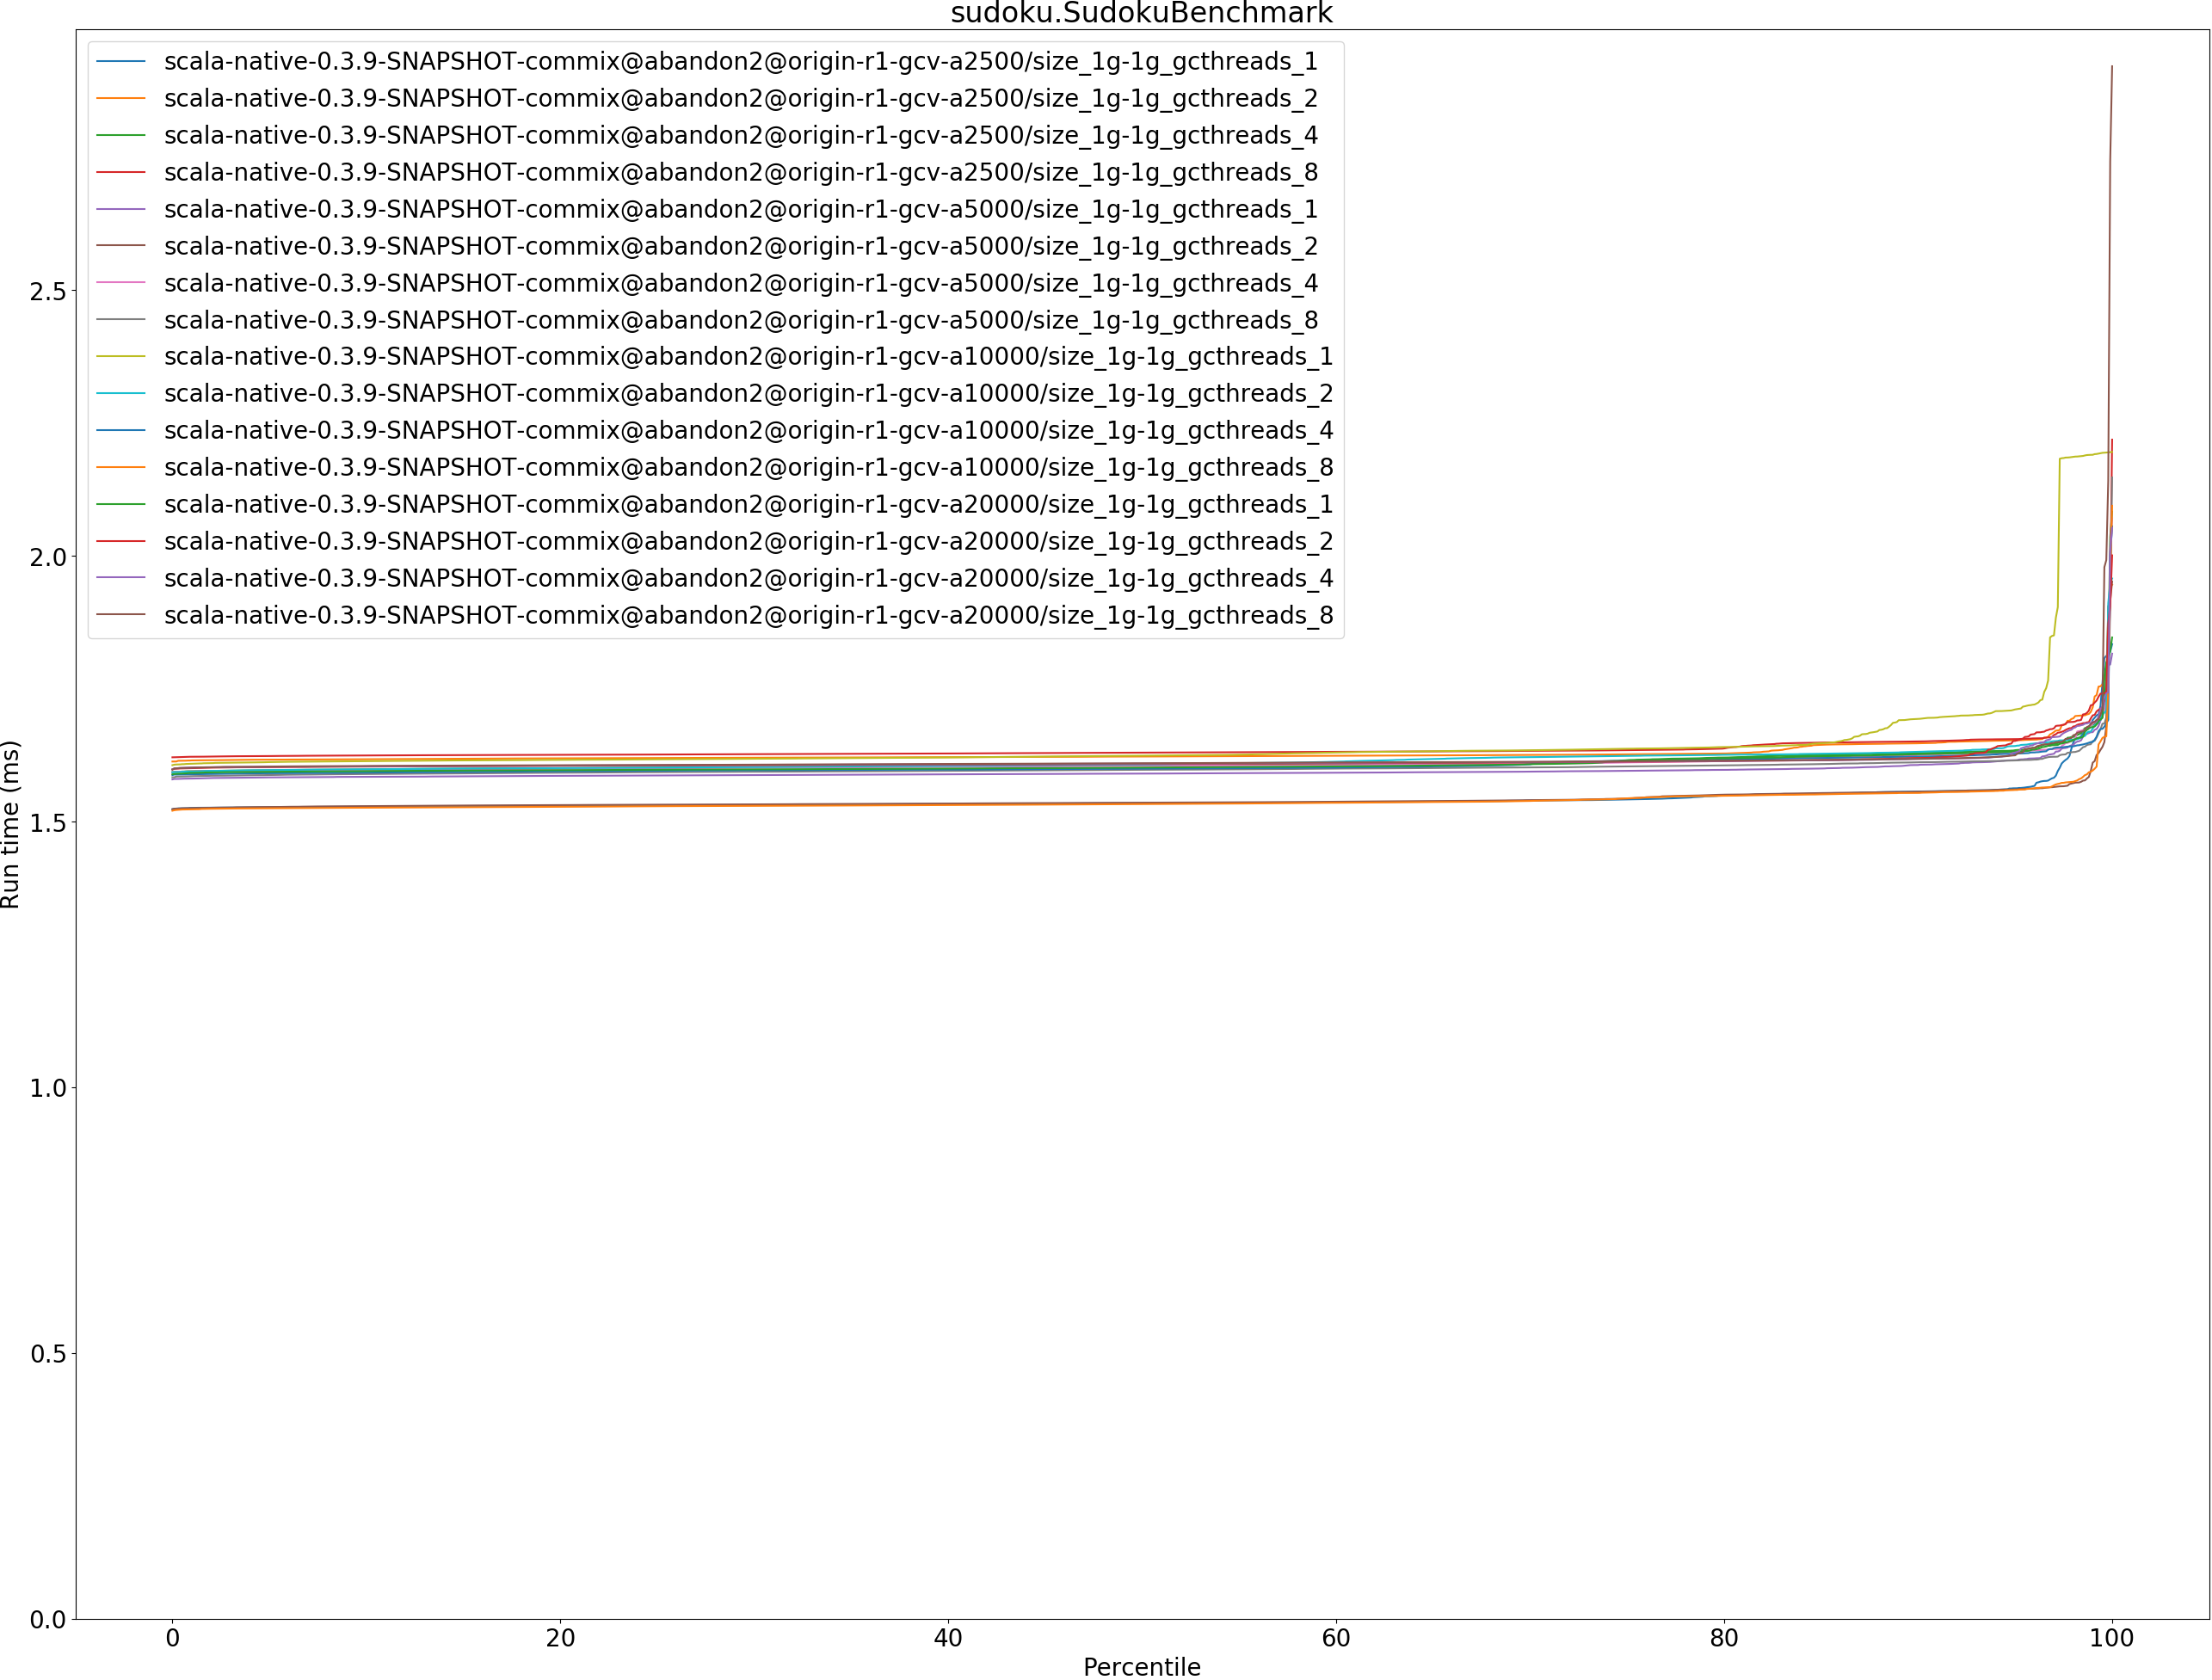 sudoku.SudokuBenchmark
scala-native-0.3.9-SNAPSHOT-commix@abandon2@origin-r1-gcv-a2500/size_1g-1g_gcthreads_1
scala-native-0.3.9-SNAPSHOT-commix@abandon2@origin-r1-gcv-a2500/size_1g-1g_gcthreads_2
scala-native-0.3.9-SNAPSHOT-commix@abandon2@origin-r1-gcv-a2500/size_1g-1g_gcthreads_4
scala-native-0.3.9-SNAPSHOT-commix@abandon2@origin-r1-gcv-a2500/size_1g-1g_gcthreads_8
scala-native-0.3.9-SNAPSHOT-commix@abandon2@origin-r1-gcv-a5000/size_1g-1g_gcthreads_1
scala-native-0.3.9-SNAPSHOT-commix@abandon2@origin-r1-gcv-a5000/size_1g-1g_gcthreads_2
scala-native-0.3.9-SNAPSHOT-commix@abandon2@origin-r1-gcv-a5000/size_1g-1g_gcthreads_4
scala-native-0.3.9-SNAPSHOT-commix@abandon2@origin-r1-gcv-a5000/size_1g-1g_gcthreads_8
scala-native-0.3.9-SNAPSHOT-commix@abandon2@origin-r1-gcv-a10000/size_1g-1g_gcthreads_1
scala-native-0.3.9-SNAPSHOT-commix@abandon2@origin-r1-gcv-a10000/size_1g-1g_gcthreads_2
scala-native-0.3.9-SNAPSHOT-commix@abandon2@origin-r1-gcv-a10000/size_1g-1g_gcthreads_4
scala-native-0.3.9-SNAPSHOT-commix@abandon2@origin-r1-gcv-a10000/size_1g-1g_gcthreads_8
scala-native-0.3.9-SNAPSHOT-commix@abandon2@origin-r1-gcv-a20000/size_1g-1g_gcthreads_1
scala-native-0.3.9-SNAPSHOT-commix@abandon2@origin-r1-gcv-a20000/size_1g-1g_gcthreads_2
scala-native-0.3.9-SNAPSHOT-commix@abandon2@origin-r1-gcv-a20000/size_1g-1g_gcthreads_4
scala-native-0.3.9-SNAPSHOT-commix@abandon2@origin-r1-gcv-a20000/size_1g-1g_gcthreads_8
2.5
2.0
1.5
1.0
0.5
0.0
Run time (ms)
0 20 40 60 80 100
Percentile